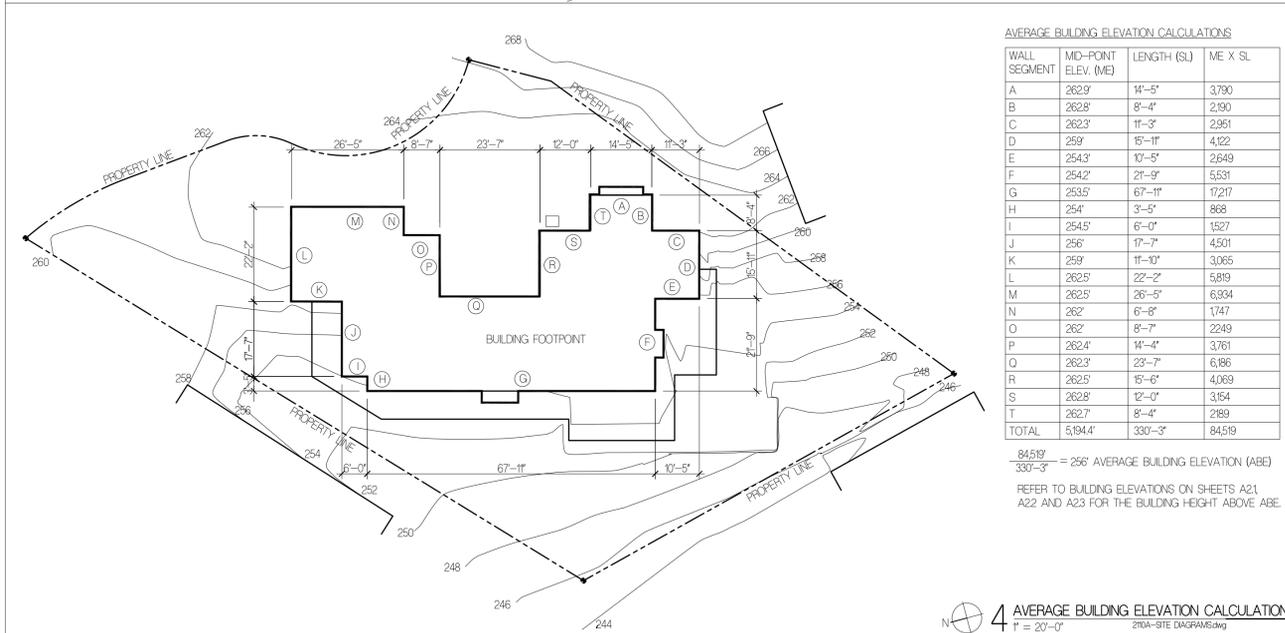 268
264
262
PROPERTY LINE
PROPERTY LINE
PROPERTY LINE
26'-5"
8'-7"
23'-7"
12'-0"
14'-5"
11'-3"
266
264
262
260
258
256
254
252
250
248
246
8'-4"
15'-11"
21'-9"
22'-2"
17'-7"
260
A
T
B
M
N
S
C
O
L
P
R
D
K
Q
E
J
BUILDING FOOTPOINT
F
I
H
G
258
256
PROPERTY LINE
254
6'-0"
67'-11"
10'-5"
252
PROPERTY LINE
250
248
246
244
AVERAGE BUILDING ELEVATION CALCULATIONS
WALL SEGMENT MID-POINT ELEV. (ME) LENGTH (SL) ME X SL
A 262.9' 14'-5" 3,790
B 262.8' 8'-4" 2,190
C 262.3' 11'-3" 2,951
D 259' 15'-11" 4,122
E 254.3' 10'-5" 2,649
F 254.2' 21'-9" 5,531
G 253.5' 67'-11" 17,217
H 254' 3'-5" 868
I 254.5' 6'-0" 1,527
J 256' 17'-7" 4,501
K 259' 11'-10" 3,065
L 262.5' 22'-2" 5,819
M 262.5' 26'-5" 6,934
N 262' 6'-8" 1,747
O 262' 8'-7" 2249
P 262.4' 14'-4" 3,761
Q 262.3' 23'-7" 6,186
R 262.5' 15'-6" 4,069
S 262.8' 12'-0" 3,154
T 262.7' 8'-4" 2189
TOTAL 5,194.4' 330'-3" 84,519
84,519'
330'-3" = 256' AVERAGE BUILDING ELEVATION (ABE)
REFER TO BUILDING ELEVATIONS ON SHEETS A2.1,
A2.2 AND A2.3 FOR THE BUILDING HEIGHT ABOVE ABE.
N 4 AVERAGE BUILDING ELEVATION CALCULATION
1" = 20'-0" 2110A-SITE DIAGRAMS.dwg